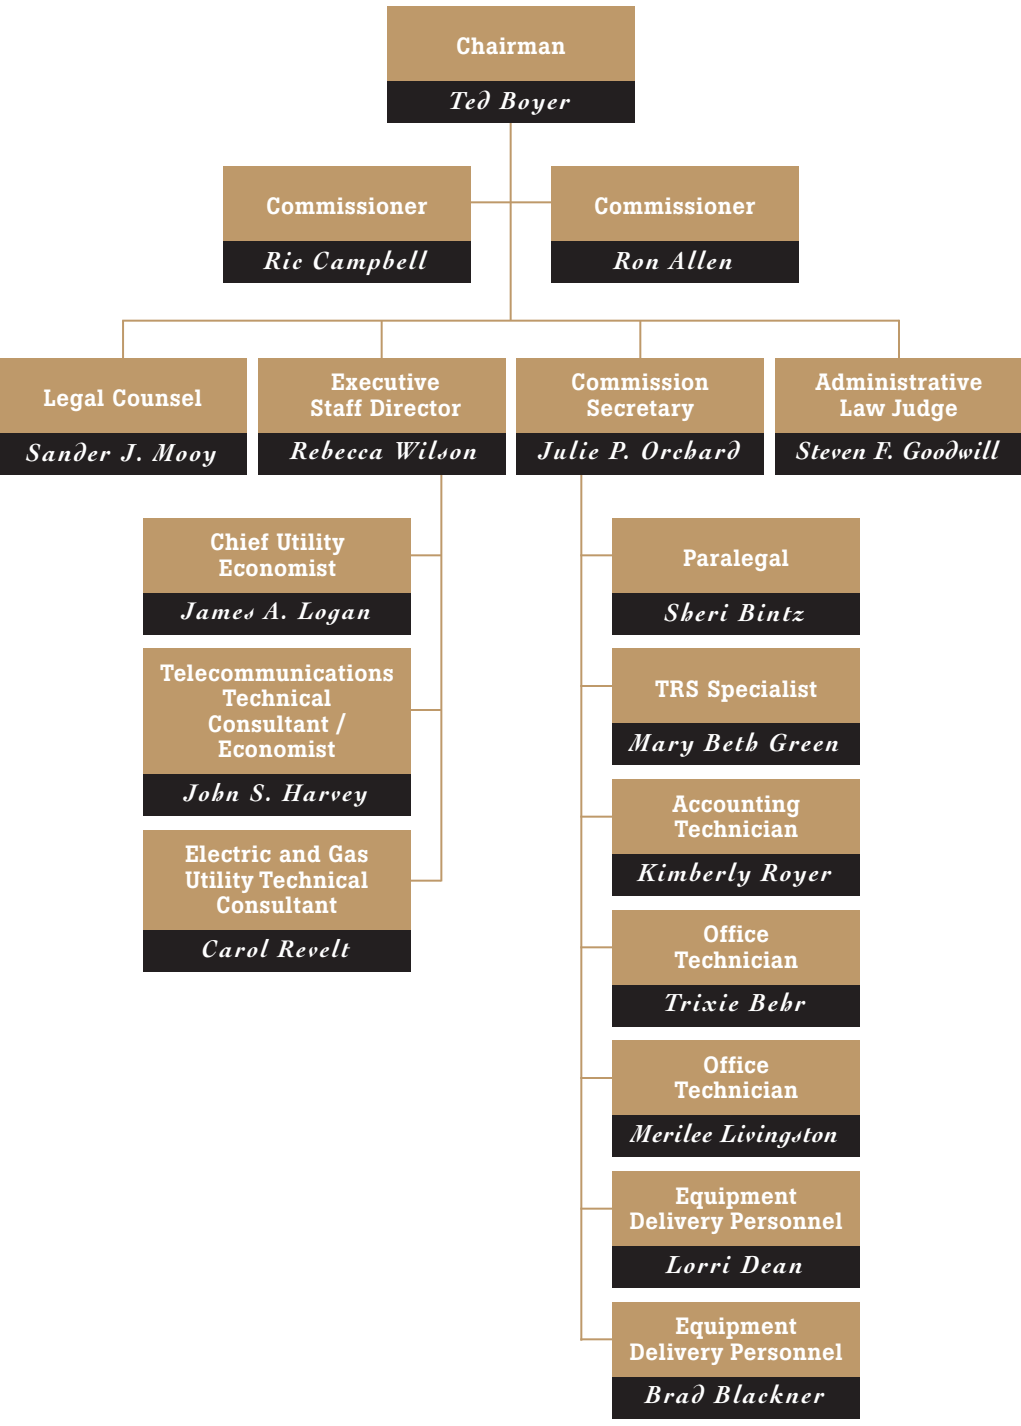 Chairman
Ted Boyer
Commissioner
Ric Campbell
Commissioner
Ron Allen
Legal Counsel
Sander J. Mooy
Executive
Staff Director
Rebecca Wilson
Commission
Secretary
Julie P. Orchard
Administrative
Law Judge
Steven F. Goodwill
Chief Utility
Economist
James A. Logan
Telecommunications
Technical
Consultant /
Economist
John S. Harvey
Electric and Gas
Utility Technical
Consultant
Carol Revelt
Paralegal
Sheri Bintz
TRS Specialist
Mary Beth Green
Accounting
Technician
Kimberly Royer
Office
Technician
Trixie Behr
Office
Technician
Merilee Livingston
Equipment
Delivery Personnel
Lorri Dean
Equipment
Delivery Personnel
Brad Blackner